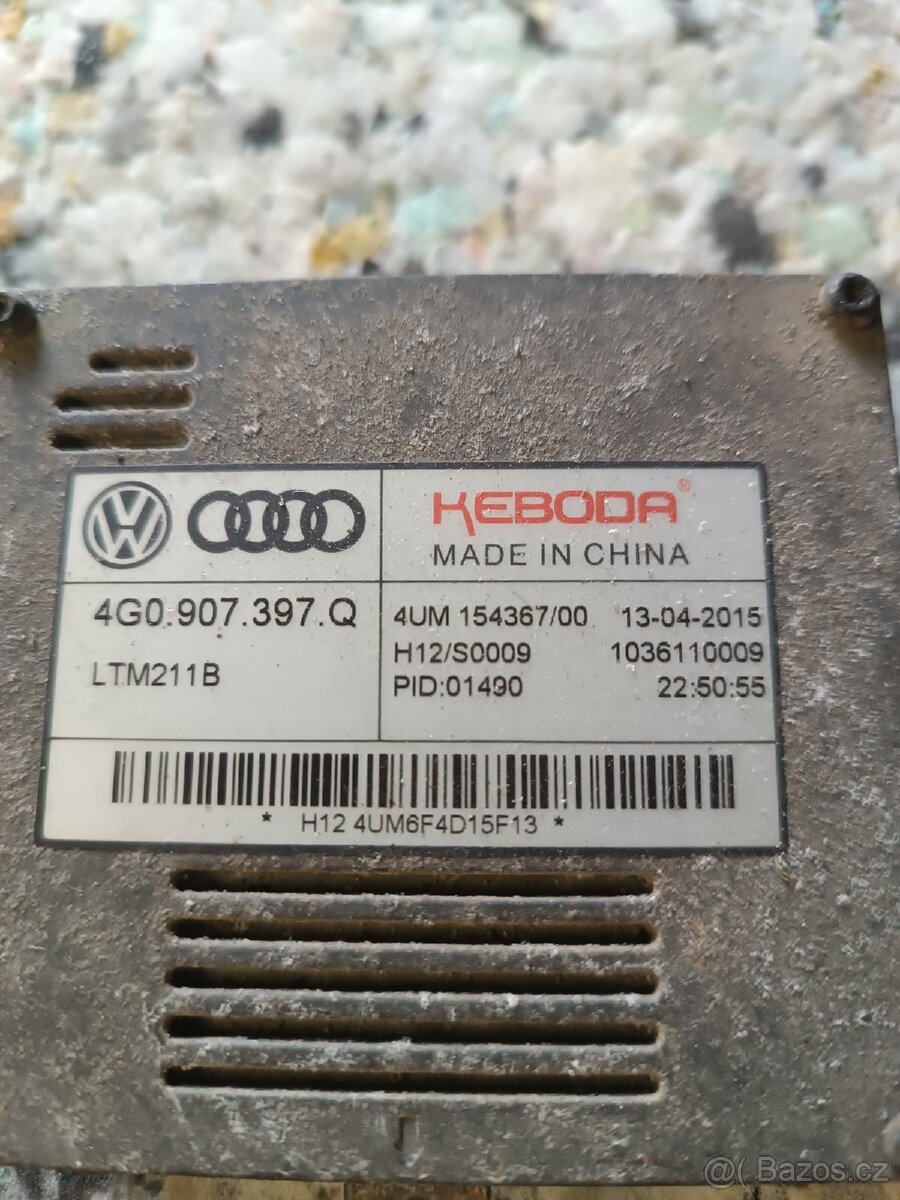 KEBODA®
MADE IN CHINA
4G0.907.397.Q
LTM211B
4UM 154367/00 13-04-2015
H12/S0009 1036110009
PID:01490 22:50:55
* H12 4UM6F4D15F13 *
@( Bazos.cz